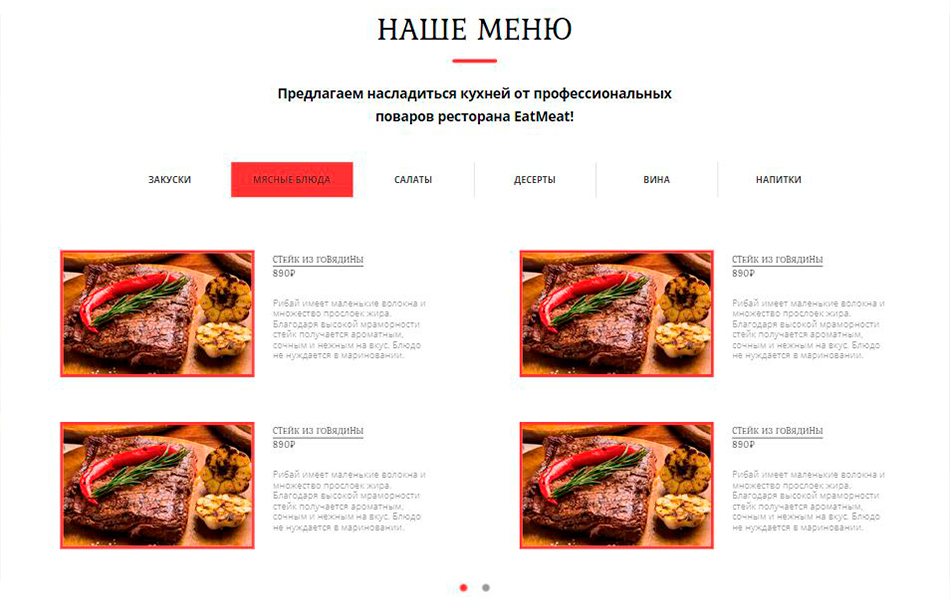 НАШЕ МЕНЮ
Предлагаем насладиться кухней от профессиональных
поваров ресторана EatMeat!
ЗАКУСКИ МЯСНЫЕ БЛЮДА САЛАТЫ ДЕСЕРТЫ ВИНА НАПИТКИ
СТЕЙК ИЗ ГОВЯДИНЫ
890₽
Рибай имеет маленькие волокна и
множество прослоек жира.
Благодаря высокой мраморности
стейк получается ароматным,
сочным и нежным на вкус. Блюдо
не нуждается в мариновании.
СТЕЙК ИЗ ГОВЯДИНЫ
890₽
Рибай имеет маленькие волокна и
множество прослоек жира.
Благодаря высокой мраморности
стейк получается ароматным,
сочным и нежным на вкус. Блюдо
не нуждается в мариновании.
СТЕЙК ИЗ ГОВЯДИНЫ
890₽
Рибай имеет маленькие волокна и
множество прослоек жира.
Благодаря высокой мраморности
стейк получается ароматным,
сочным и нежным на вкус. Блюдо
не нуждается в мариновании.
СТЕЙК ИЗ ГОВЯДИНЫ
890₽
Рибай имеет маленькие волокна и
множество прослоек жира.
Благодаря высокой мраморности
стейк получается ароматным,
сочным и нежным на вкус. Блюдо
не нуждается в мариновании.